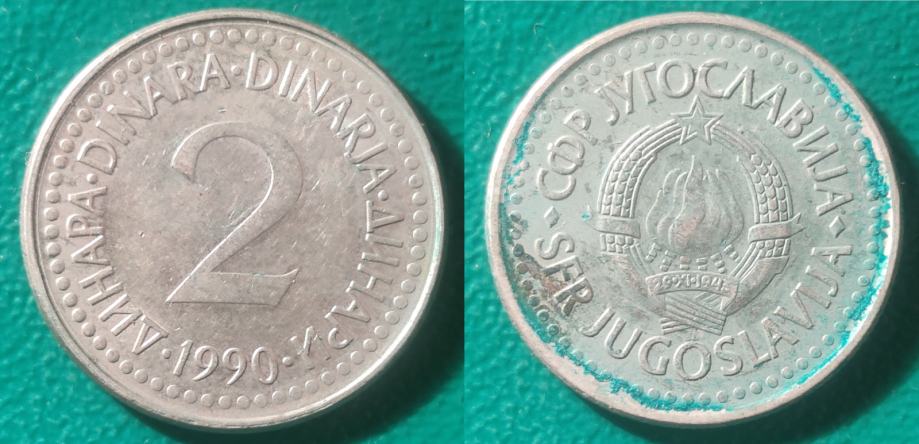 ДИНАРА · DINARA · DINARJA · ДИНАРИ
2
· 1990 ·
СФР ЈУГОСЛАВИЈА
29·XI·1943
SFR JUGOSLAVIJA